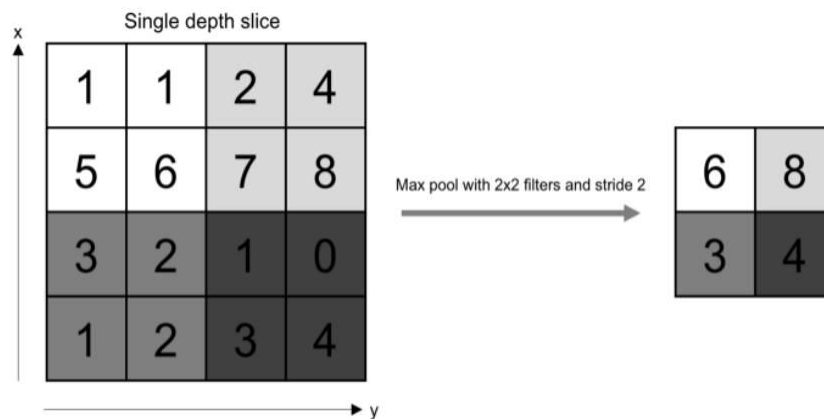 Single depth slice
x
1 1 2 4
5 6 7 8
3 2 1 0
1 2 3 4
y
Max pool with 2x2 filters and stride 2
6 8
3 4